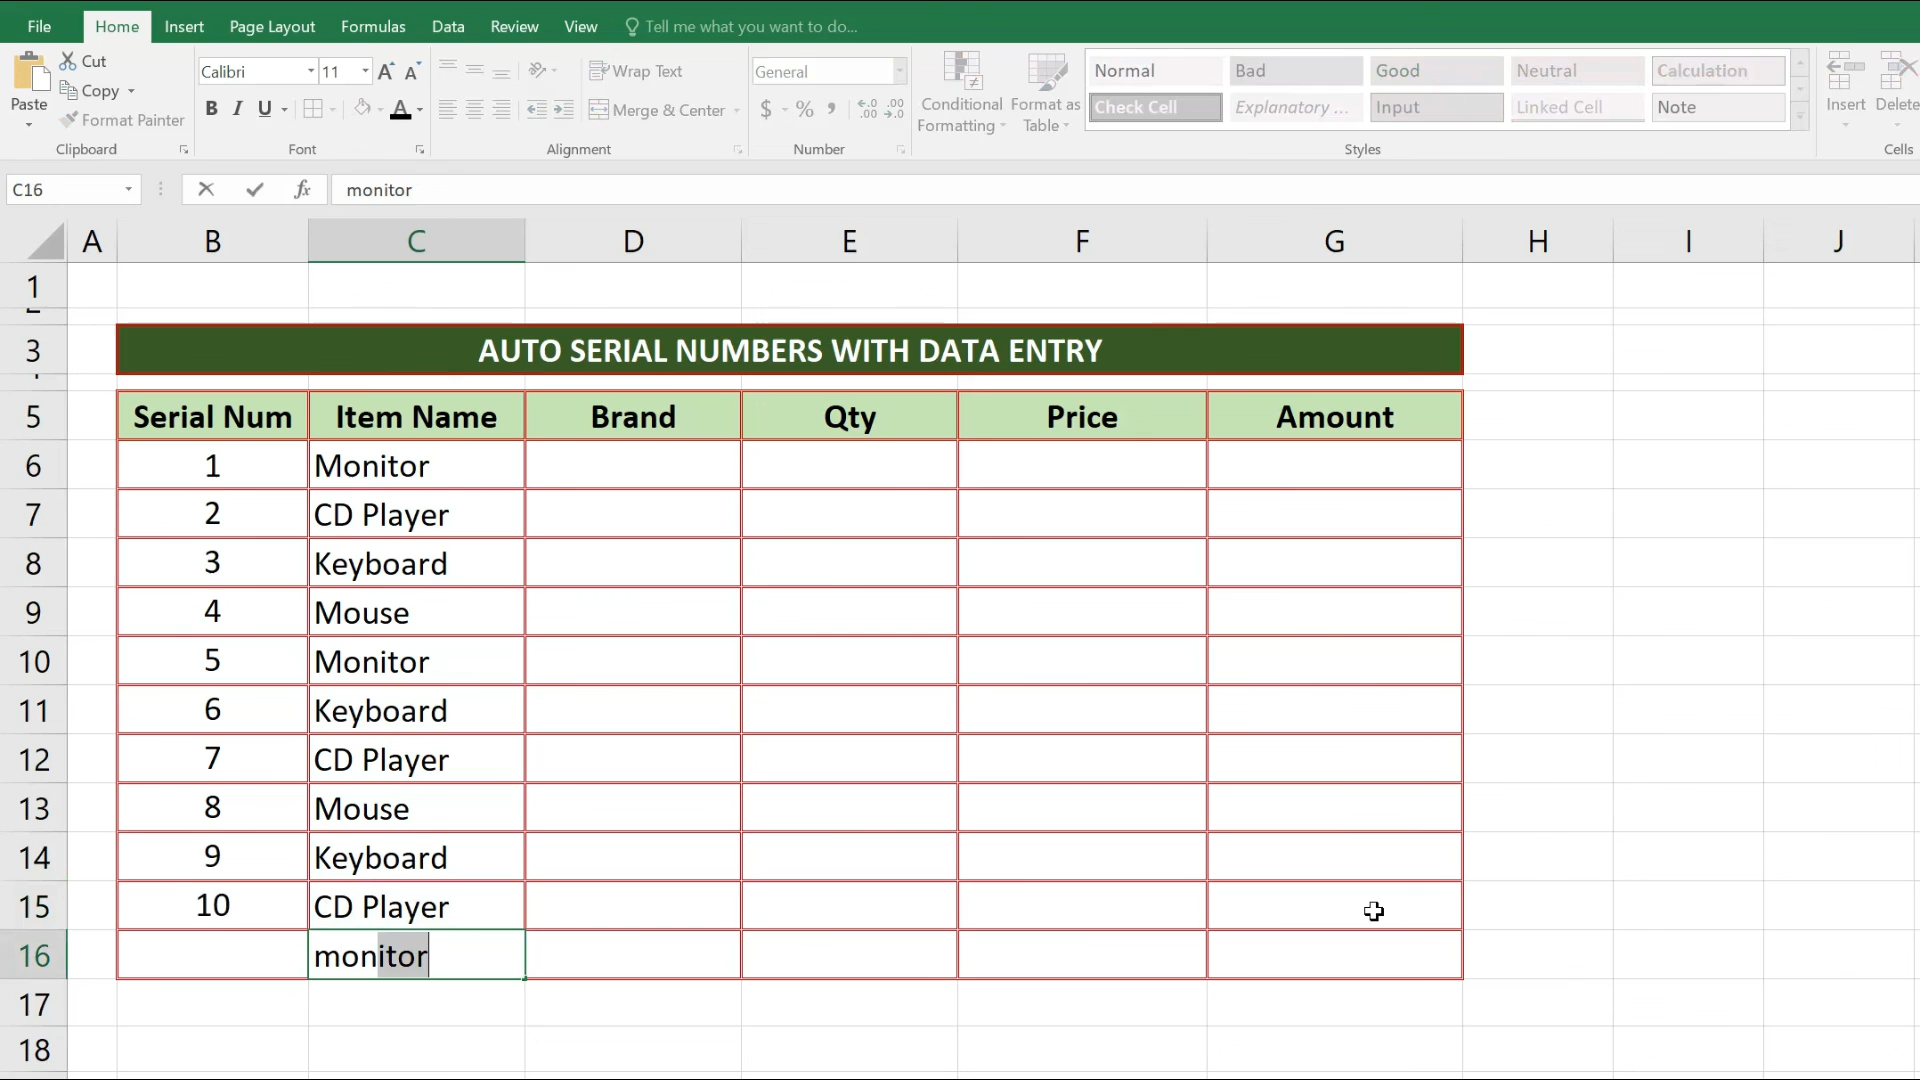 File Home Insert Page Layout Formulas Data Review View Tell me what you want to do...
Cut
Copy
Format Painter
Paste
Clipboard
Calibri 11 A A
B I U A
Font
Wrap Text
Merge & Center
Alignment
General
$ % , ←.0 .00 .00 →.0
Number
Conditional Formatting
Format as Table
Normal Bad Good Neutral Calculation
Check Cell Explanatory ... Input Linked Cell Note
Styles
Insert Delete
Cells
C16 fx monitor
A B C D E F G H I J
1
3 AUTO SERIAL NUMBERS WITH DATA ENTRY
5 Serial Num Item Name Brand Qty Price Amount
6 1 Monitor
7 2 CD Player
8 3 Keyboard
9 4 Mouse
10 5 Monitor
11 6 Keyboard
12 7 CD Player
13 8 Mouse
14 9 Keyboard
15 10 CD Player
16 monitor
17
18